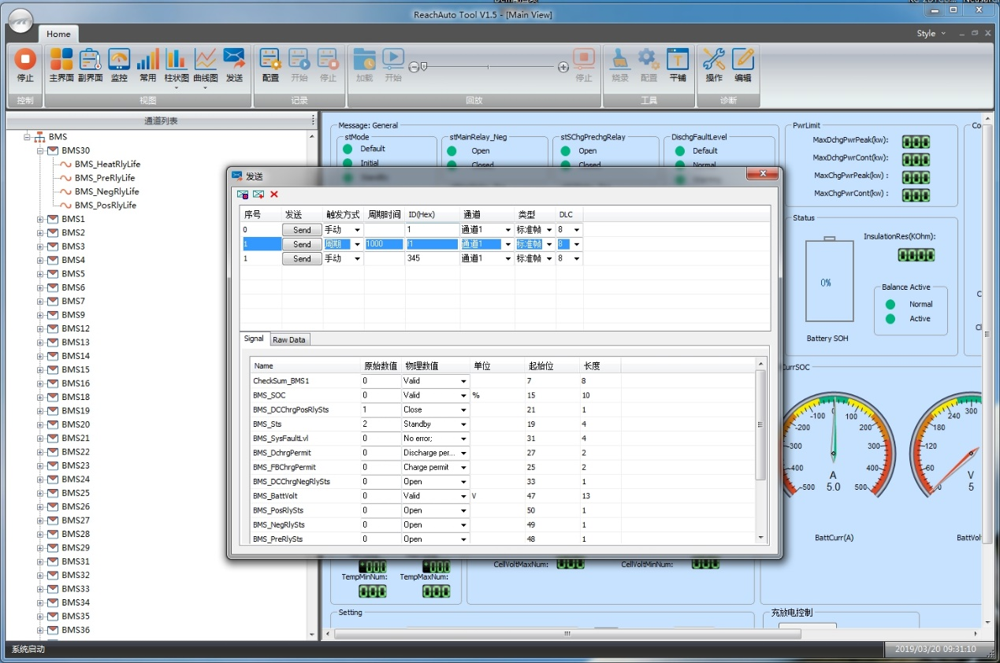 ReachAuto Tool V1.5 - [Main View]
Home
Style
停止
主界面 副界面 监控 常用 柱状图 曲线图 发送
配置 开始 停止
加载 开始 停止
烧录 配置 平铺
操作 编辑
控制 视图 记录 回放 工具 诊断
通道列表
BMS
BMS30
BMS_HeatRlyLife
BMS_PreRlyLife
BMS_NegRlyLife
BMS_PosRlyLife
BMS1
BMS2
BMS3
BMS4
BMS5
BMS6
BMS7
BMS9
BMS12
BMS13
BMS14
BMS15
BMS16
BMS18
BMS19
BMS20
BMS21
BMS22
BMS23
BMS24
BMS25
BMS26
BMS27
BMS28
BMS29
BMS31
BMS32
BMS33
BMS34
BMS35
BMS36
Message: General
stMode
Default
Initial
Standby
stMainRelay_Neg
Open
Closed
stSChgPrechgRelay
Open
Closed
DischgFaultLevel
Default
Normal
发送
序号 发送 触发方式 周期时间 ID(Hex) 通道 类型 DLC
0 Send 手动 1 通道1 标准帧 8
1 Send 周期 1000 1 通道1 标准帧 8
1 Send 手动 345 通道1 标准帧 8
Signal Raw Data
Name 原始数值 物理数值 单位 起始位 长度
CheckSum_BMS1 0 Valid 7 8
BMS_SOC 0 Valid % 15 10
BMS_DCChrgPosRlySts 1 Close 21 1
BMS_Sts 2 Standby 19 4
BMS_SysFaultLvl 0 No error; 31 4
BMS_DchrgPermit 0 Discharge per... 27 2
BMS_FBChrgPermit 0 Charge permit 25 2
BMS_DCChrgNegRlySts 0 Open 33 1
BMS_BattVolt 0 Valid V 47 13
BMS_PosRlySts 0 Open 50 1
BMS_NegRlySts 0 Open 49 1
BMS_PreRlySts 0 Open 48 1
PwrLimit
MaxDchgPwrPeak(kw): 000
MaxDchgPwrCont(kw): 000
MaxChgPwrPeak(kw): 000
MaxChgPwrCont(kw) : 000
Co
Status
InsulationRes(KOhm):
0000
0%
Battery SOH
Balance Active
Normal
Active
CurrSOC
-500 -400 -300 -200 -100 0 100 200 300 400 500
A
5.0
BattCurr(A)
0 60 120 180 240 300
V
5
BattVol
000 000
TempMinNum: TempMaxNum:
000 000
CellVoltMaxNum: 000 CellVoltMinNum: 000
Setting
充放电控制
系统启动
2019/03/20 09:31:10